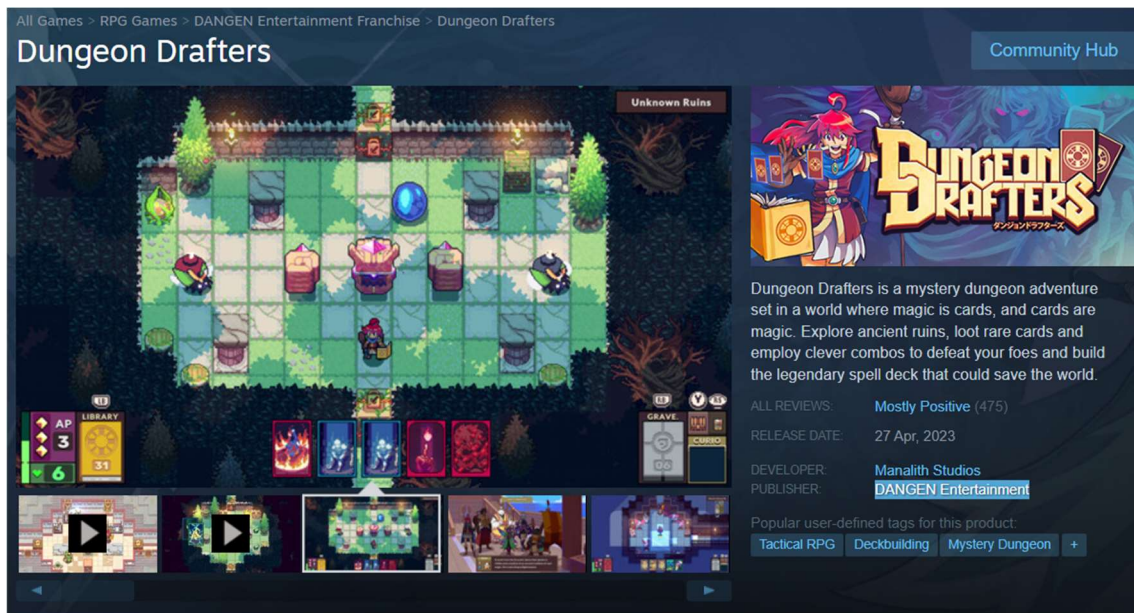 All Games > RPG Games > DANGEN Entertainment Franchise > Dungeon Drafters
Dungeon Drafters
Community Hub
Unknown Ruins
LB
AP
3
6
LIBRARY
31
RB
Y
RS
GRAVE.
06
CURIO
DUNGEON
DRAFTERS
ダンジョンドラフターズ
Dungeon Drafters is a mystery dungeon adventure
set in a world where magic is cards, and cards are
magic. Explore ancient ruins, loot rare cards and
employ clever combos to defeat your foes and build
the legendary spell deck that could save the world.
ALL REVIEWS: Mostly Positive (475)
RELEASE DATE: 27 Apr, 2023
DEVELOPER: Manalith Studios
PUBLISHER: DANGEN Entertainment
Popular user-defined tags for this product:
Tactical RPG Deckbuilding Mystery Dungeon +